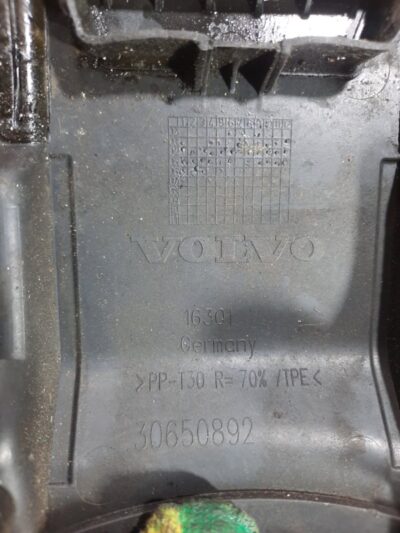 VOLVO
16301
Germany
>PP-T30 R= 70% /TPE<
30650892